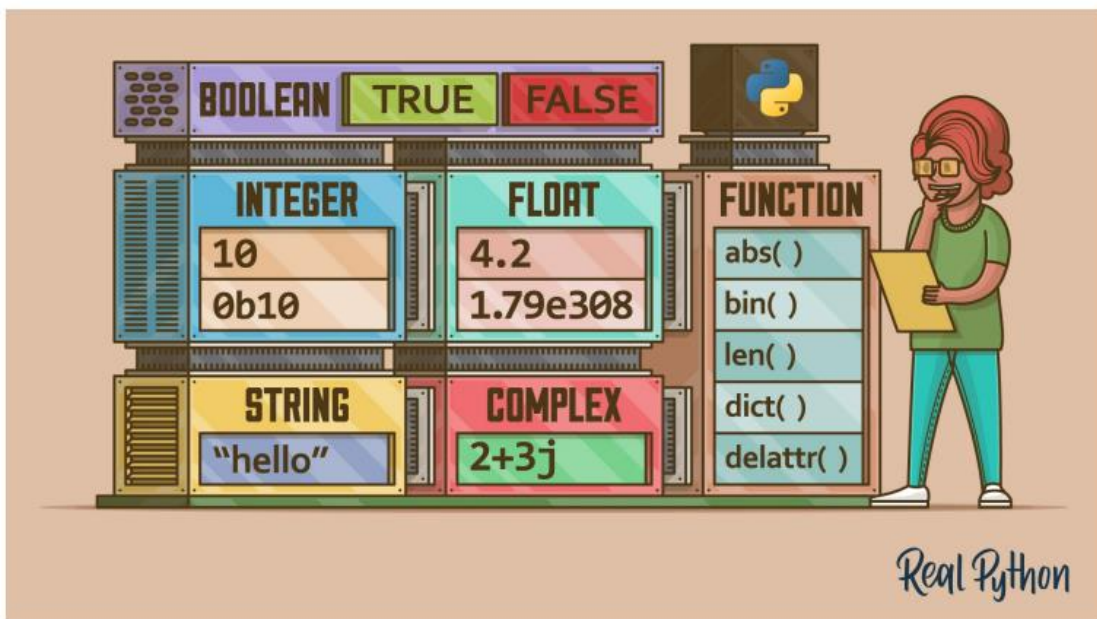 BOOLEAN TRUE FALSE
INTEGER
10
0b10
FLOAT
4.2
1.79e308
STRING
“hello”
COMPLEX
2+3j
FUNCTION
abs( )
bin( )
len( )
dict( )
delattr( )
Real Python